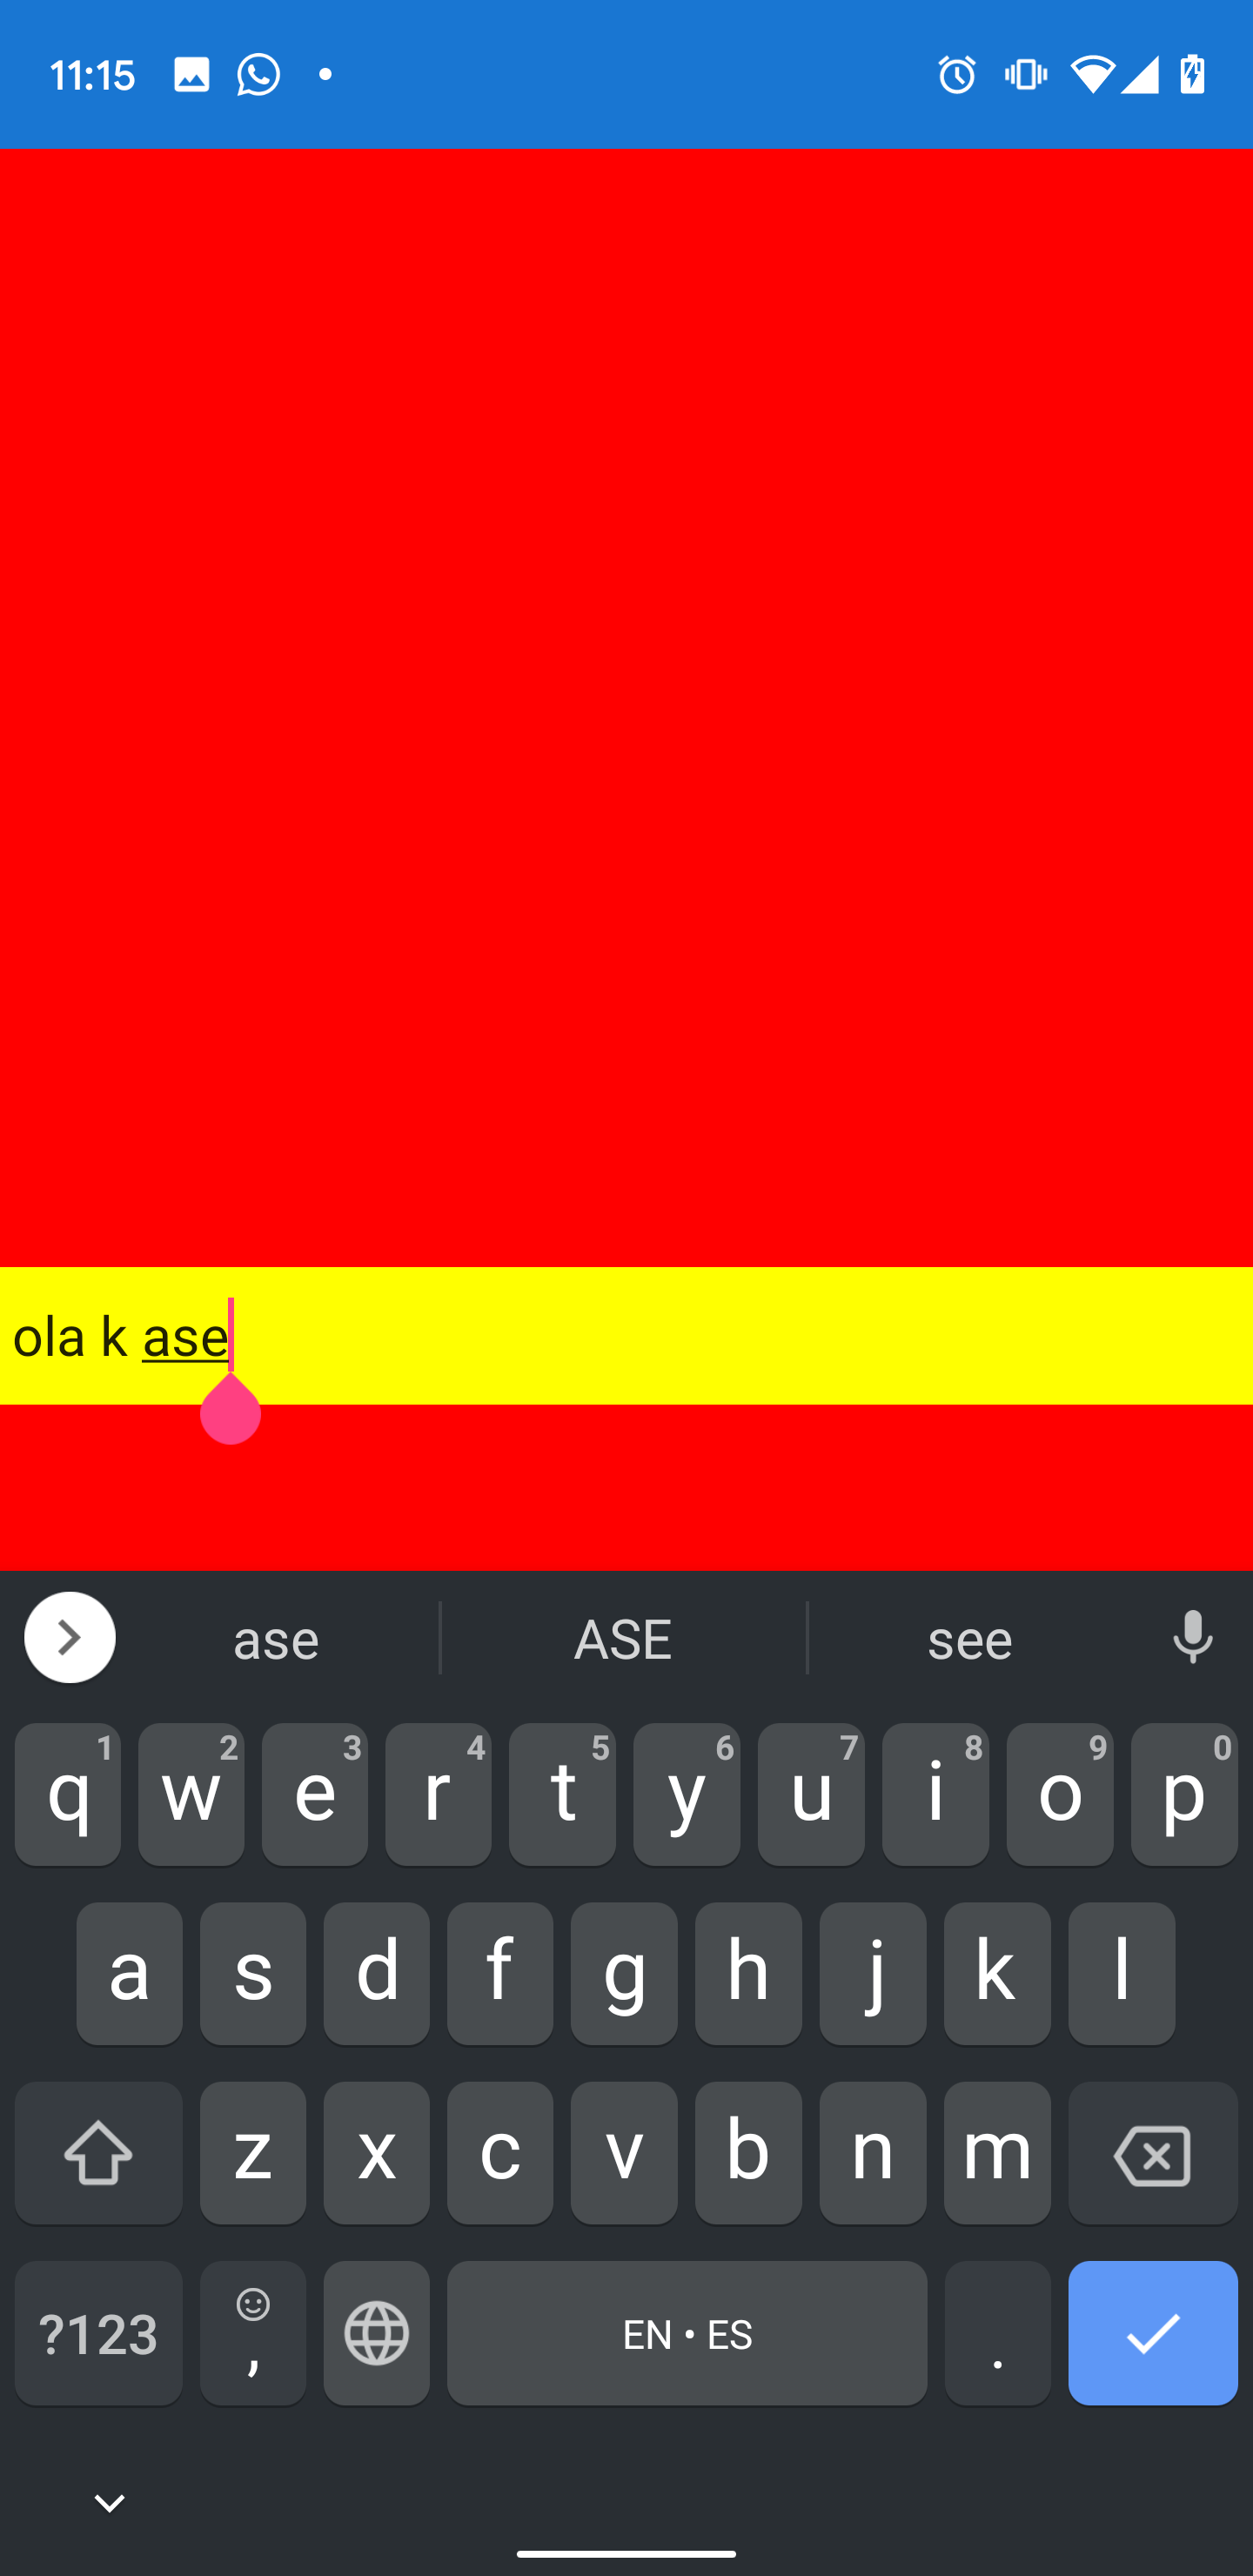 11:15
ola k ase
ase ASE see
1 2 3 4 5 6 7 8 9 0
q w e r t y u i o p
a s d f g h j k l
z x c v b n m
?123 , EN • ES .